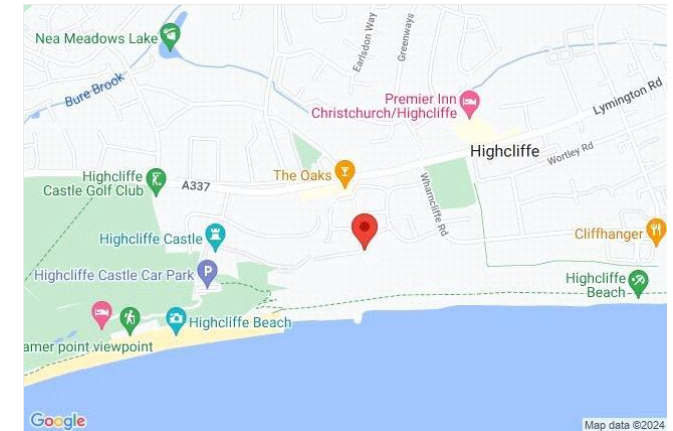 Nea Meadows Lake
Earlsdon Way
Greenways
Bure Brook
Premier Inn
Christchurch/Highcliffe
Lymington Rd
Highcliffe
Wortley Rd
The Oaks
Highcliffe
Castle Golf Club
A337
Wharncliffe Rd
Highcliffe Castle
Cliffhanger
Highcliffe Castle Car Park
P
Highcliffe
Beach
Highcliffe Beach
amer point viewpoint
Google
Map data ©2024